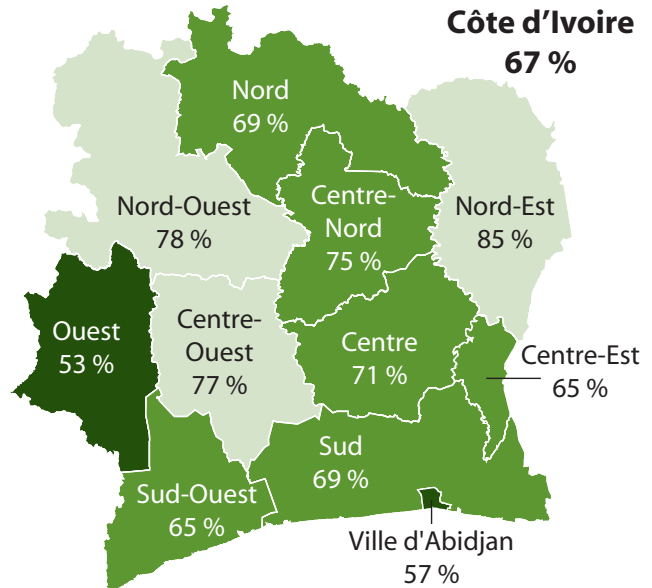 Côte d’Ivoire
67 %
Nord
69 %
Nord-Ouest
78 %
Centre-
Nord
75 %
Nord-Est
85 %
Ouest
53 %
Centre-
Ouest
77 %
Centre
71 %
Centre-Est
65 %
Sud-Ouest
65 %
Sud
69 %
Ville d'Abidjan
57 %